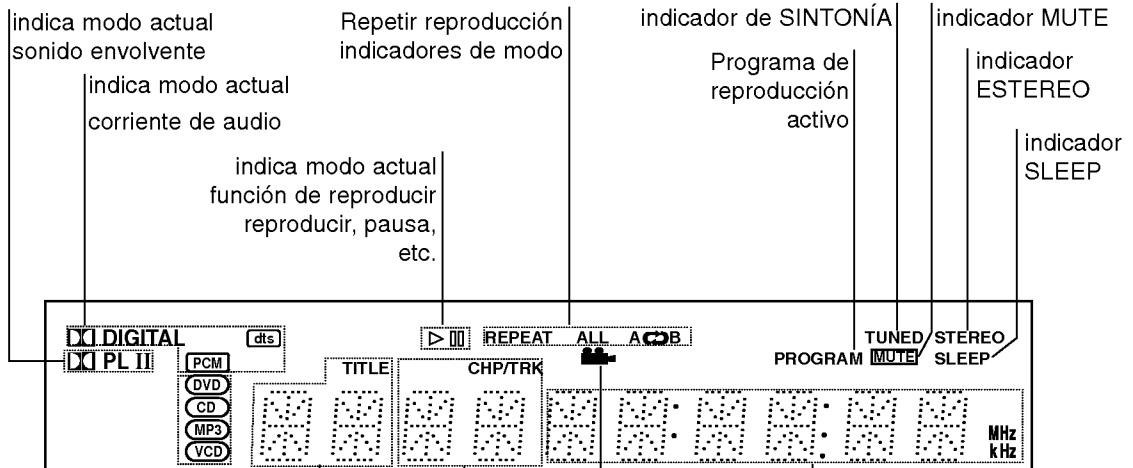 indica modo actual
sonido envolvente
indica modo actual
corriente de audio
indica modo actual
función de reproducir
reproducir, pausa,
etc.
Repetir reproducción
indicadores de modo
indicador de SINTONÍA
Programa de
reproducción
activo
indicador MUTE
indicador
ESTEREO
indicador
SLEEP
DIGITAL dts
PL II
PCM
DVD
CD
MP3
VCD
TITLE
CHP/TRK
REPEAT ALL A B
TUNED STEREO
PROGRAM MUTE SLEEP
MHz
kHz